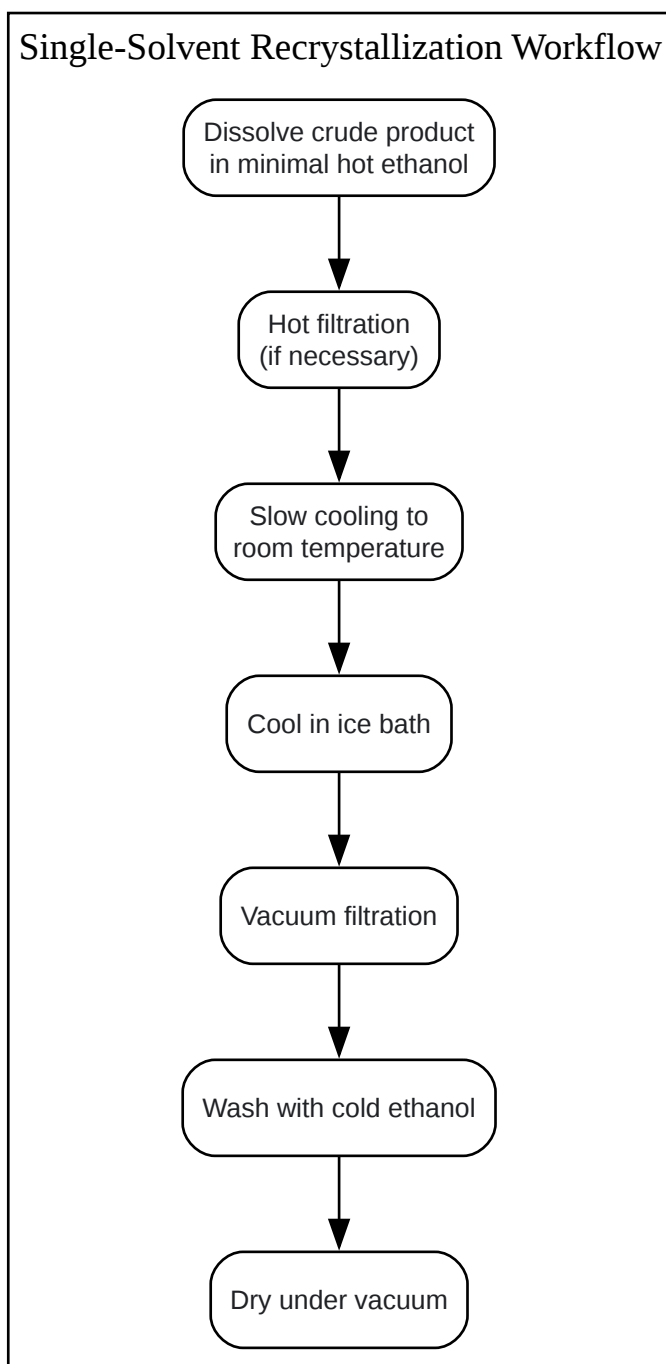 Single-Solvent Recrystallization Workflow
Dissolve crude product
in minimal hot ethanol
Hot filtration
(if necessary)
Slow cooling to
room temperature
Cool in ice bath
Vacuum filtration
Wash with cold ethanol
Dry under vacuum